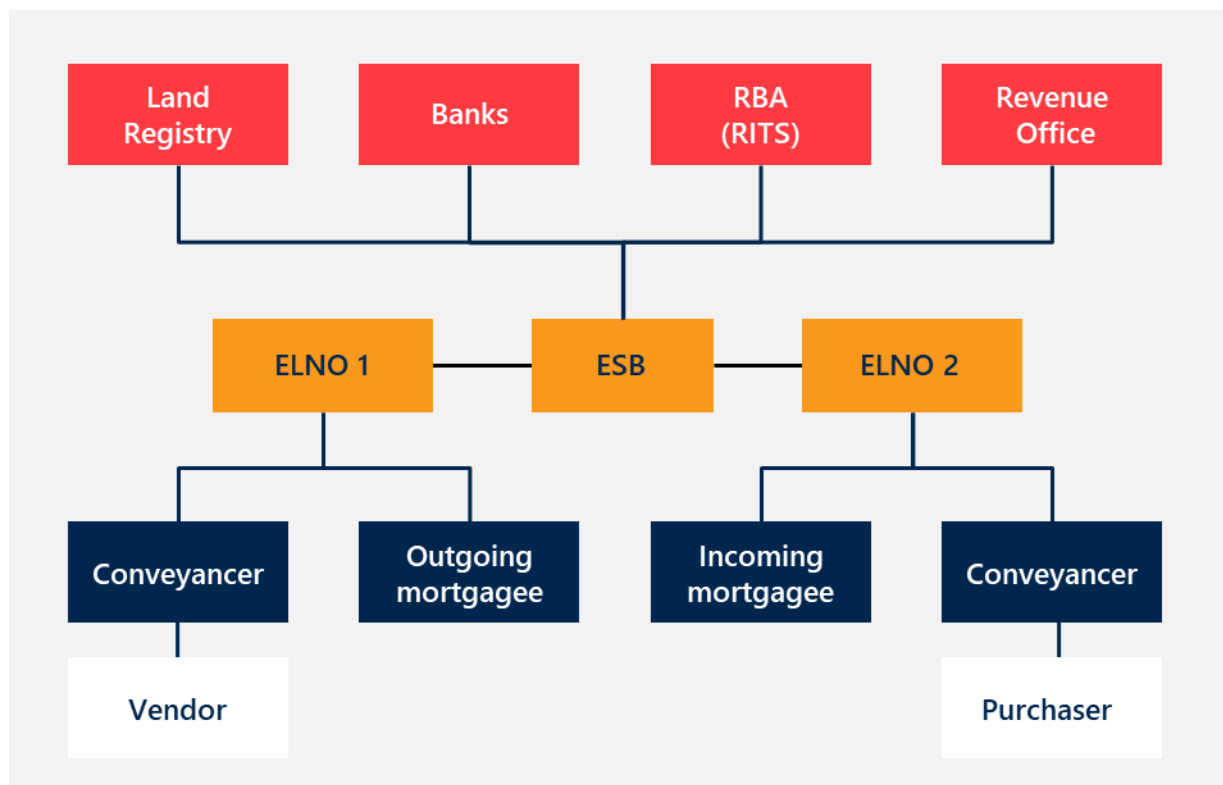 Land
Registry
Banks
RBA
(RITS)
Revenue
Office
ELNO 1
ESB
ELNO 2
Conveyancer
Outgoing
mortgagee
Incoming
mortgagee
Conveyancer
Vendor
Purchaser